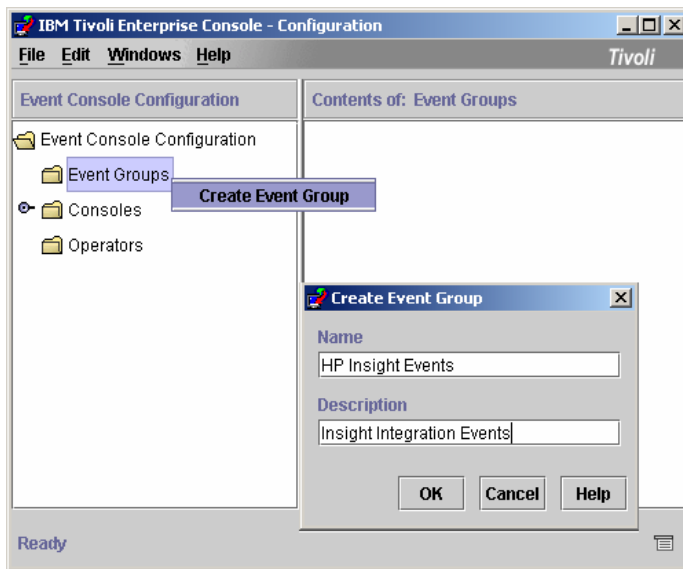 IBM Tivoli Enterprise Console - Configuration
File Edit Windows Help
Tivoli
Event Console Configuration
Contents of: Event Groups
Event Console Configuration
Event Groups
Create Event Group
Consoles
Operators
Create Event Group
Name
HP Insight Events
Description
Insight Integration Events
OK Cancel Help
Ready